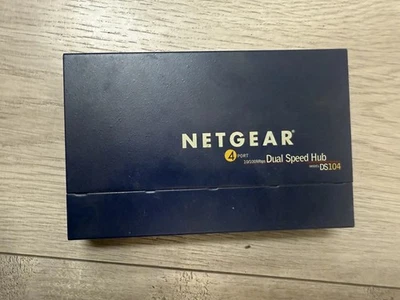 NETGEAR®
4 PORT
10/100Mbps Dual Speed Hub
MODEL DS104